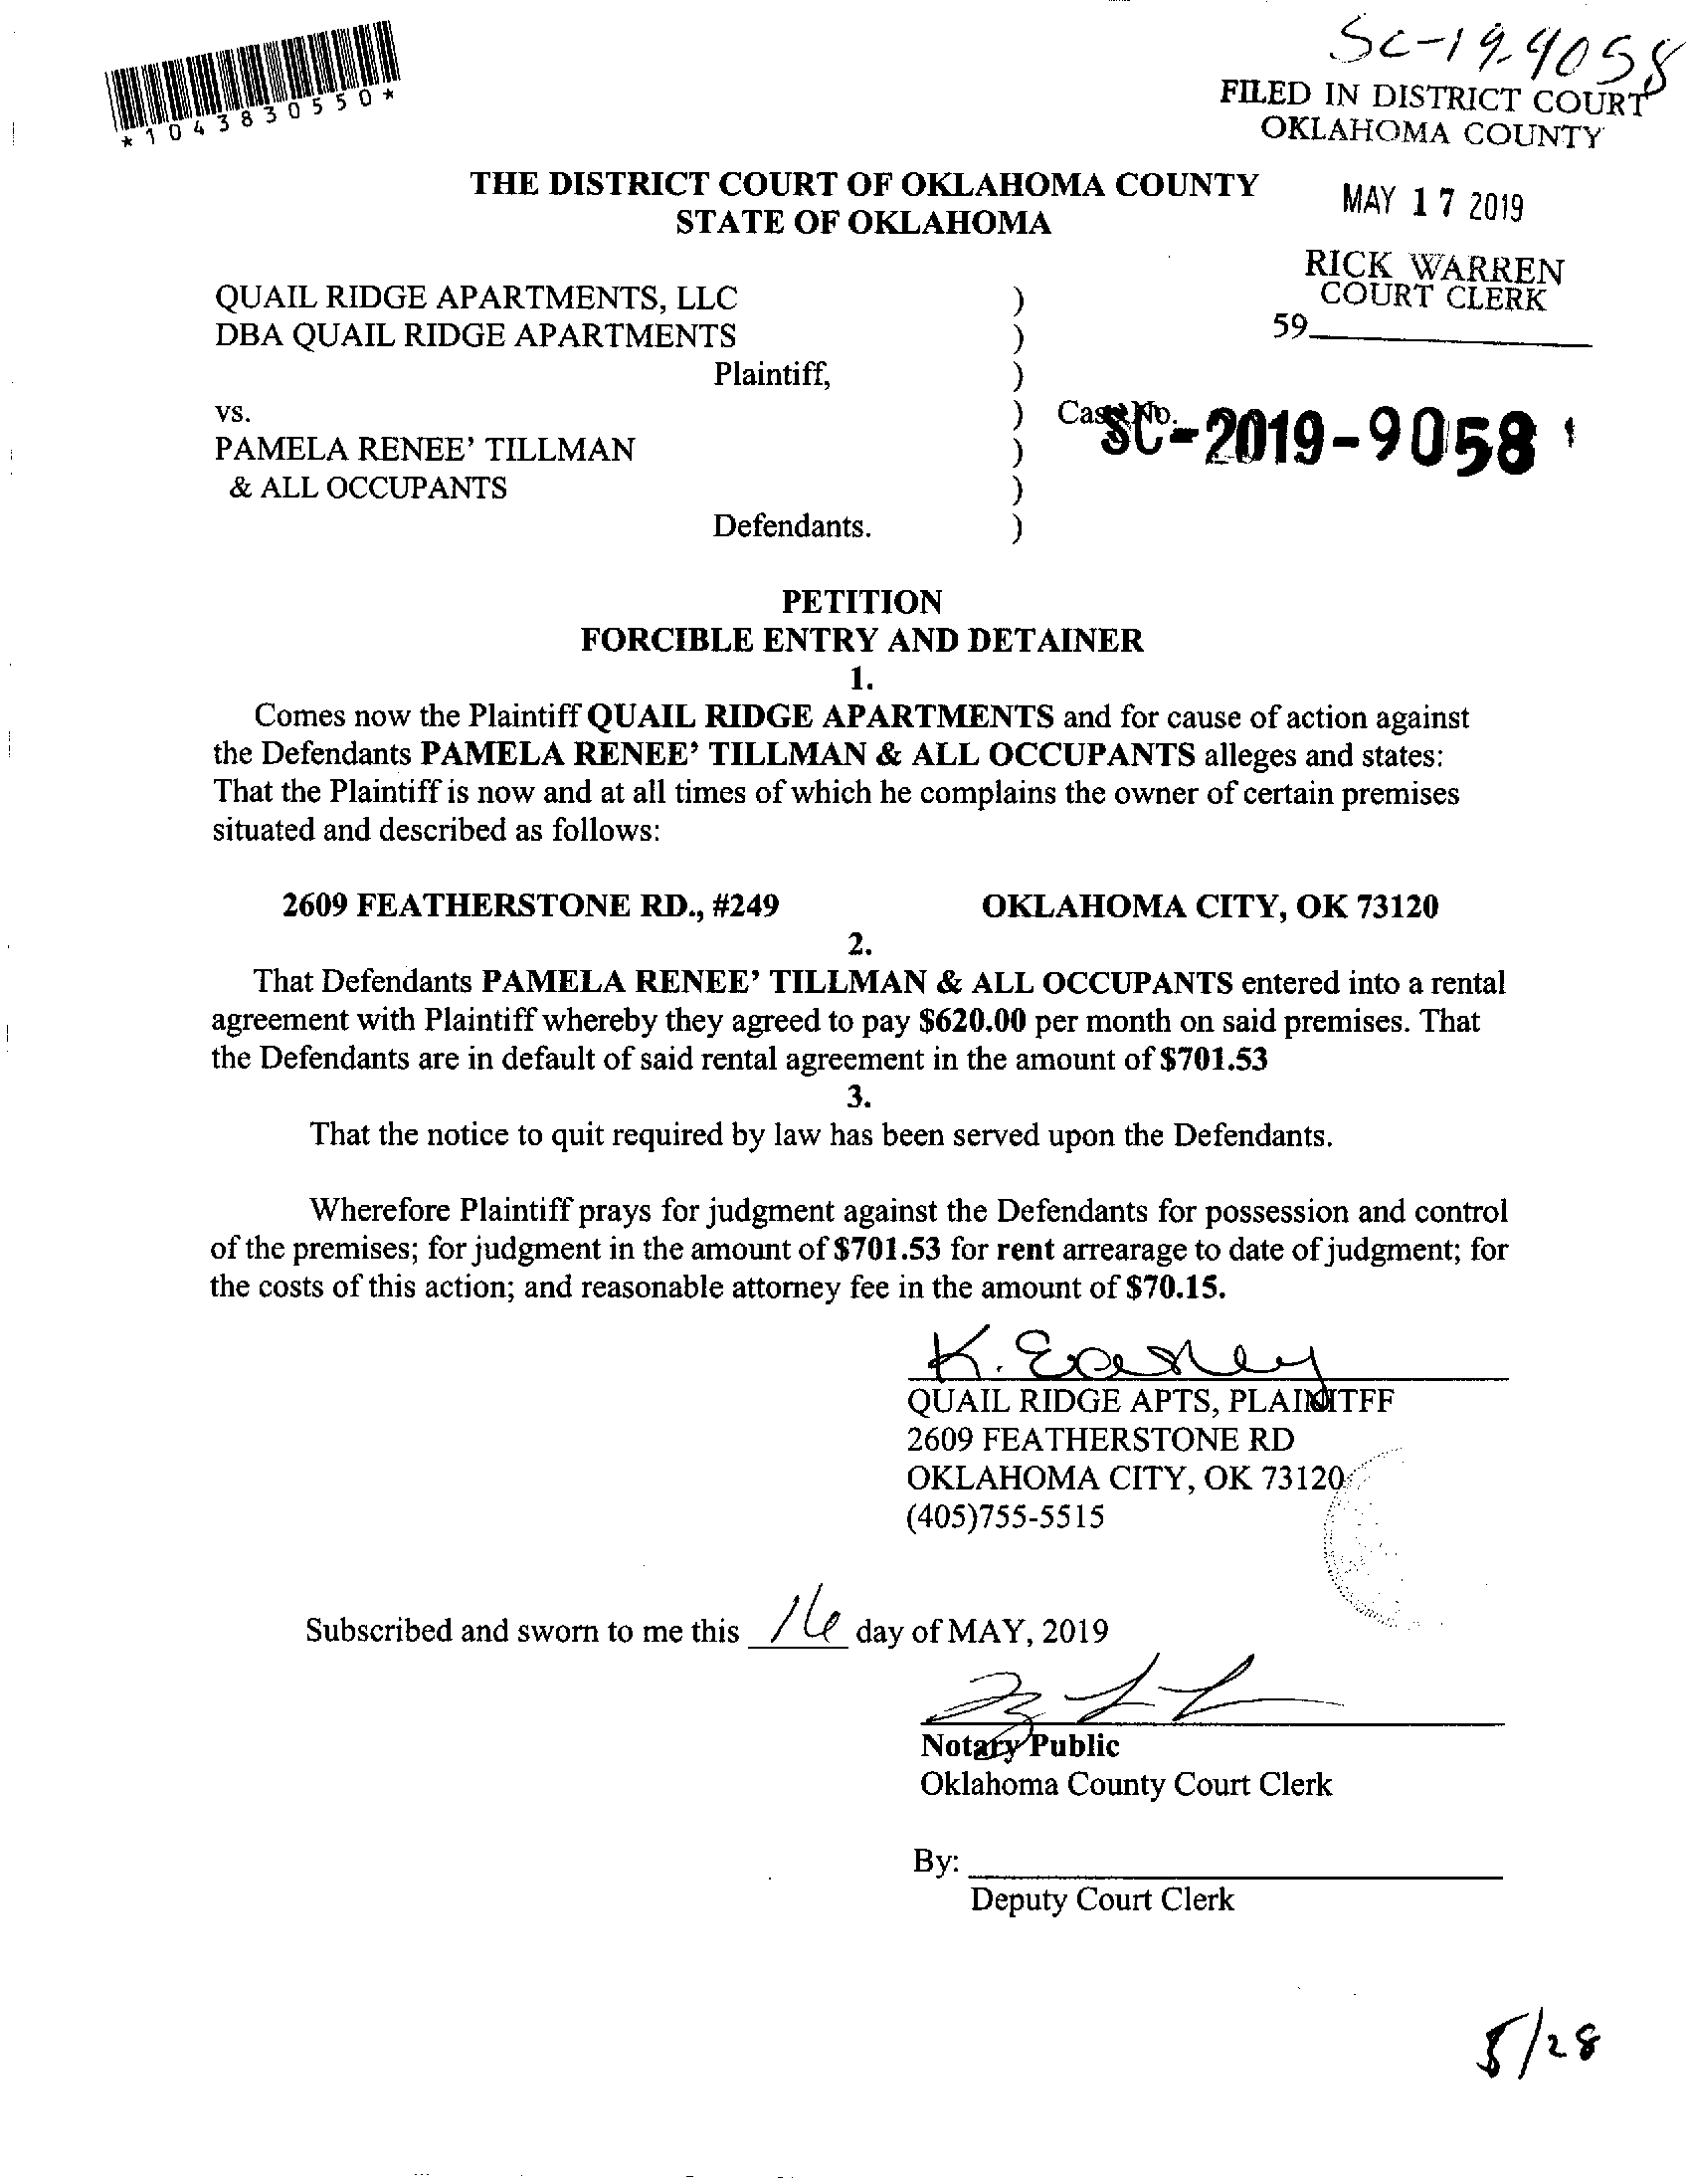 SC-19-9058
*1043830550*
FILED IN DISTRICT COURT
OKLAHOMA COUNTY
THE DISTRICT COURT OF OKLAHOMA COUNTY
STATE OF OKLAHOMA
MAY 17 2019
RICK WARREN
COURT CLERK
59
QUAIL RIDGE APARTMENTS, LLC )
DBA QUAIL RIDGE APARTMENTS )
Plaintiff, )
vs. ) Case No. SC-2019-9058
PAMELA RENEE’ TILLMAN )
& ALL OCCUPANTS )
Defendants. )
PETITION
FORCIBLE ENTRY AND DETAINER
1.
Comes now the Plaintiff QUAIL RIDGE APARTMENTS and for cause of action against
the Defendants PAMELA RENEE’ TILLMAN & ALL OCCUPANTS alleges and states:
That the Plaintiff is now and at all times of which he complains the owner of certain premises
situated and described as follows:
2609 FEATHERSTONE RD., #249 OKLAHOMA CITY, OK 73120
2.
That Defendants PAMELA RENEE’ TILLMAN & ALL OCCUPANTS entered into a rental
agreement with Plaintiff whereby they agreed to pay $620.00 per month on said premises. That
the Defendants are in default of said rental agreement in the amount of $701.53
3.
That the notice to quit required by law has been served upon the Defendants.
Wherefore Plaintiff prays for judgment against the Defendants for possession and control
of the premises; for judgment in the amount of $701.53 for rent arrearage to date of judgment; for
the costs of this action; and reasonable attorney fee in the amount of $70.15.
K. Easley
QUAIL RIDGE APTS, PLAINITFF
2609 FEATHERSTONE RD
OKLAHOMA CITY, OK 73120
(405)755-5515
Subscribed and sworn to me this 16 day of MAY, 2019
Notary Public
Oklahoma County Court Clerk
By:
Deputy Court Clerk
5/28